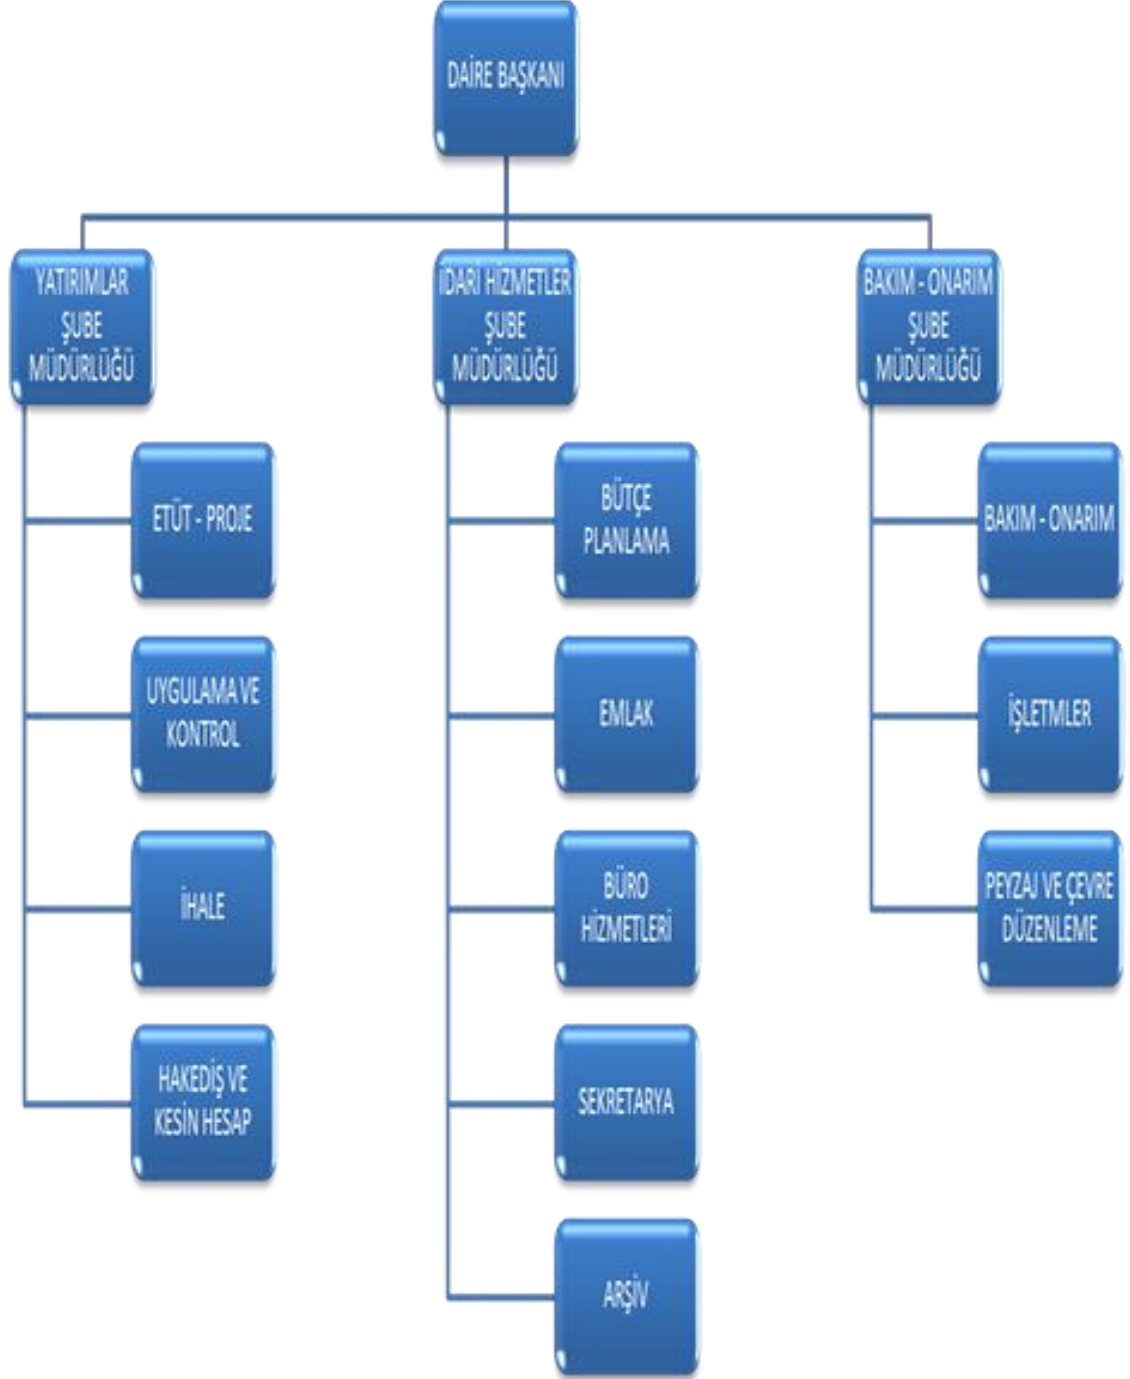 DAİRE BAŞKANI
YATIRIMLAR
ŞUBE
MÜDÜRLÜĞÜ
ETÜT - PROJE
UYGULAMA VE
KONTROL
İHALE
HAKEDİŞ VE
KESİN HESAP
İDARİ HİZMETLER
ŞUBE
MÜDÜRLÜĞÜ
BÜTÇE
PLANLAMA
EMLAK
BÜRO
HİZMETLERİ
SEKRETARYA
ARŞİV
BAKIM - ONARIM
ŞUBE
MÜDÜRLÜĞÜ
BAKIM - ONARIM
İŞLETMLER
PEYZAJ VE ÇEVRE
DÜZENLEME